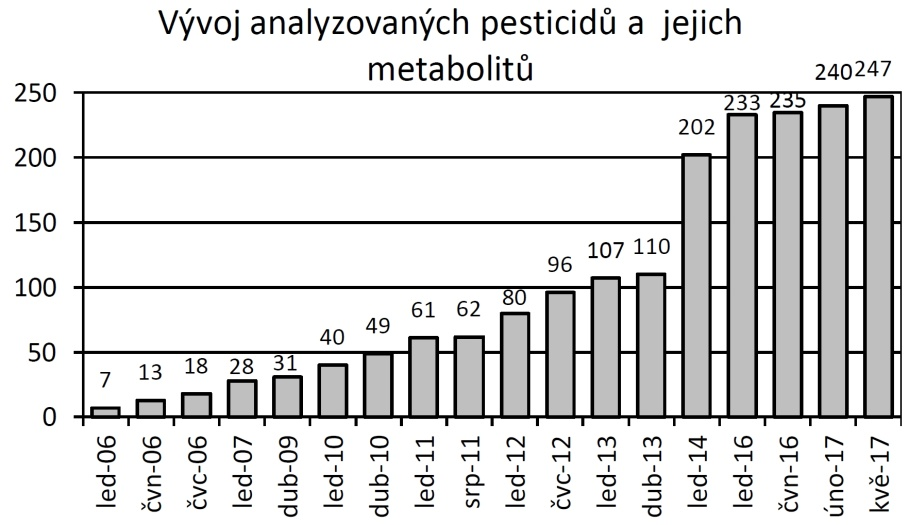 Vývoj analyzovaných pesticidů a jejich
metabolitů
250
200
150
100
50
0
7
13
18
28
31
40
49
61
62
80
96
107
110
202
233
235
240
247
led-06
čvn-06
čvc-06
led-07
dub-09
led-10
dub-10
led-11
srp-11
led-12
čvc-12
led-13
dub-13
led-14
led-16
čvn-16
úno-17
kvě-17